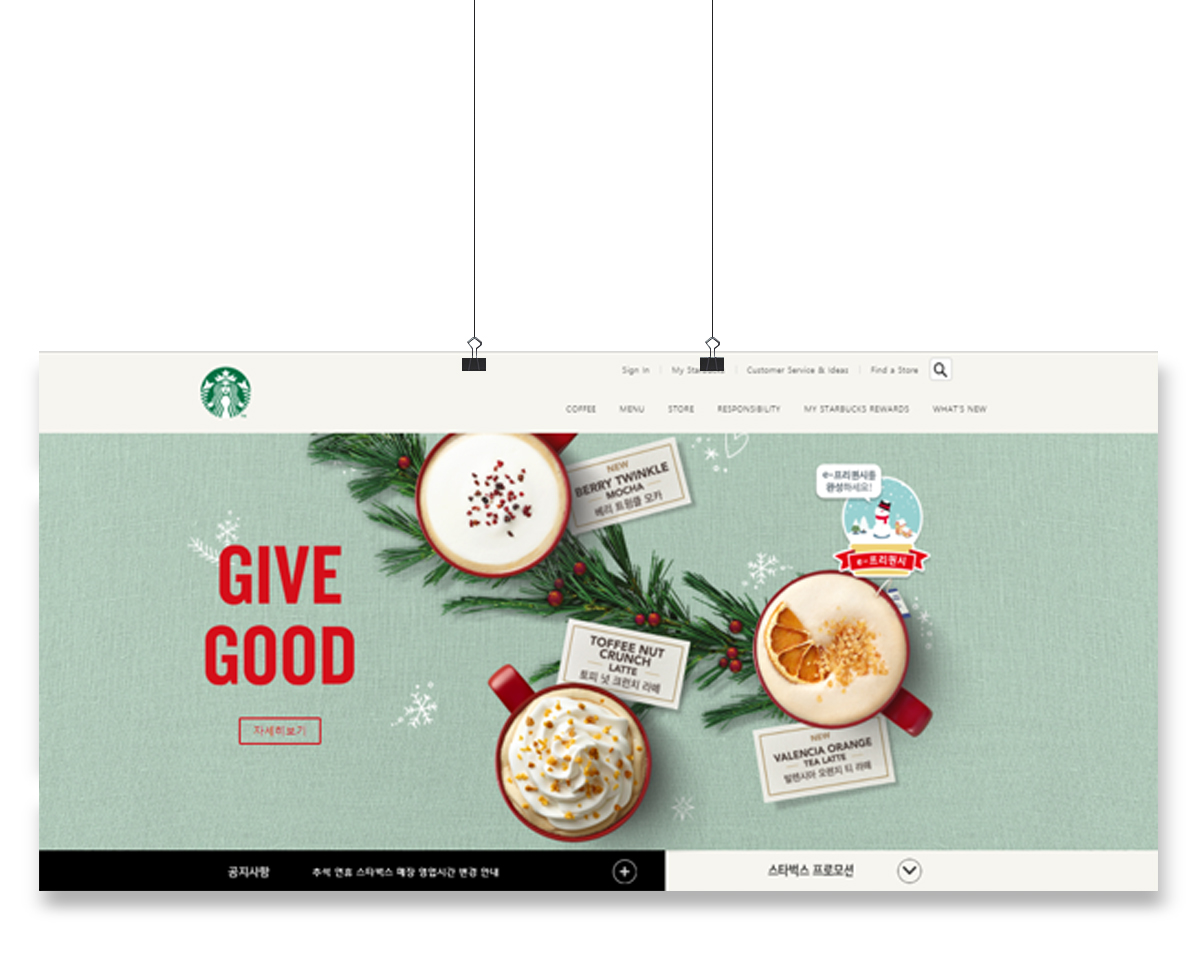 Sign In
My Starbucks
Customer Service & Ideas
Find a Store
COFFEE
MENU
STORE
RESPONSIBILITY
MY STARBUCKS REWARDS
WHAT'S NEW
NEW
BERRY TWINKLE
MOCHA
베리 트윙클 모카
e-프리퀀시를
완성하세요!
e-프리퀀시
GIVE
GOOD
자세히보기
TOFFEE NUT
CRUNCH
LATTE
토피 넛 크런치 라떼
NEW
VALENCIA ORANGE
TEA LATTE
발렌시아 오렌지 티 라떼
공지사항
추석 연휴 스타벅스 매장 영업시간 변경 안내
스타벅스 프로모션